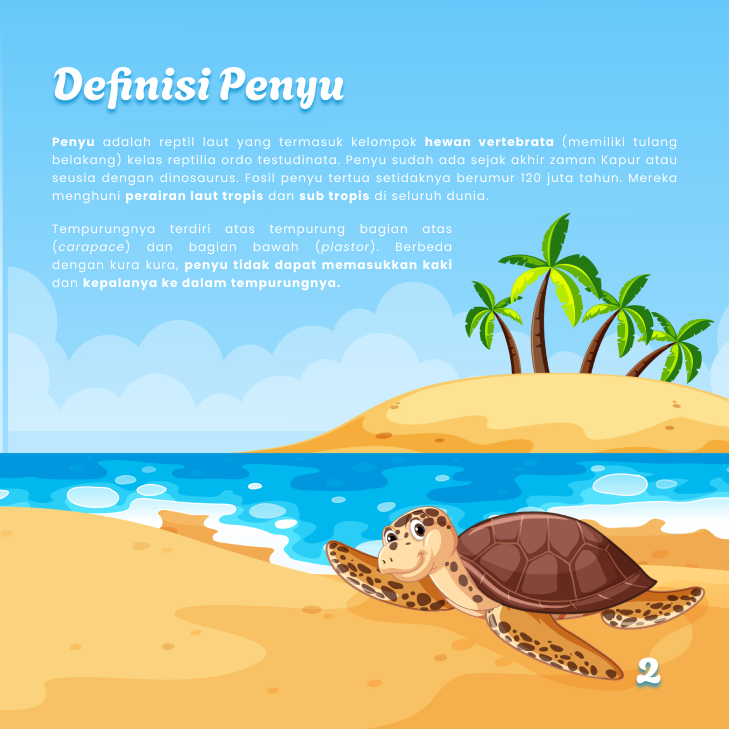 Definisi Penyu
Penyu adalah reptil laut yang termasuk kelompok hewan vertebrata (memiliki tulang
belakang) kelas reptilia ordo testudinata. Penyu sudah ada sejak akhir zaman Kapur atau
seusia dengan dinosaurus. Fosil penyu tertua setidaknya berumur 120 juta tahun. Mereka
menghuni perairan laut tropis dan sub tropis di seluruh dunia.
Tempurungnya terdiri atas tempurung bagian atas
(carapace) dan bagian bawah (plastor). Berbeda
dengan kura kura, penyu tidak dapat memasukkan kaki
dan kepalanya ke dalam tempurungnya.
2